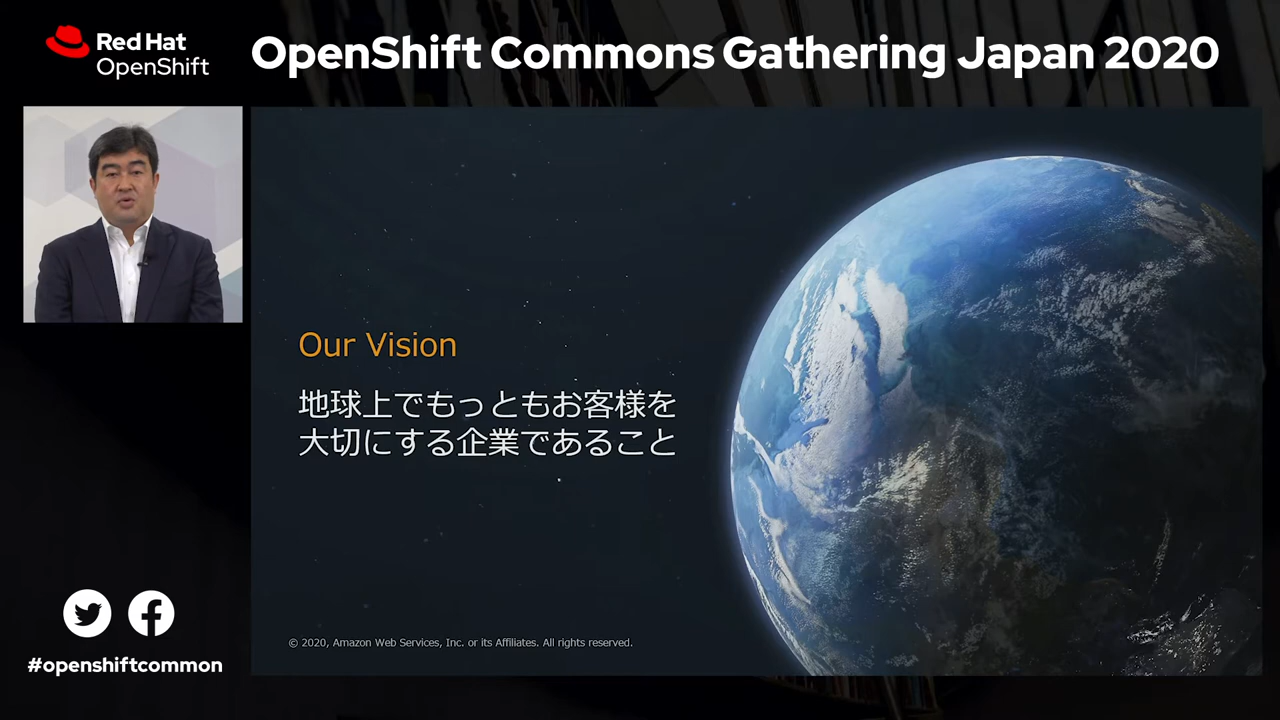 Red Hat
OpenShift
OpenShift Commons Gathering Japan 2020
Our Vision
地球上でもっともお客様を
大切にする企業であること
© 2020, Amazon Web Services, Inc. or its Affiliates. All rights reserved.
#openshiftcommon